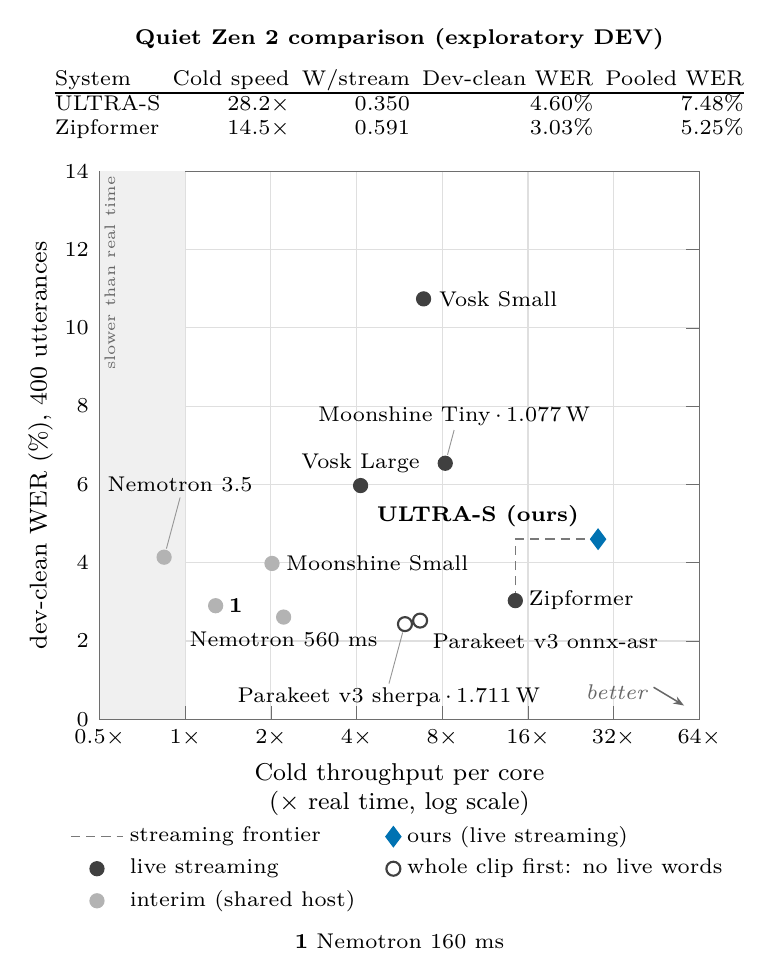 Quiet Zen 2 comparison (exploratory DEV)
System Cold speed W/stream Dev-clean WER Pooled WER
ULTRA-S 28.2× 0.350 4.60% 7.48%
Zipformer 14.5× 0.591 3.03% 5.25%
14
12
10
8
6
4
2
0
dev-clean WER (%), 400 utterances
slower than real time
Vosk Small
Moonshine Tiny · 1.077 W
Vosk Large
Nemotron 3.5
ULTRA-S (ours)
Moonshine Small
Zipformer
1
Nemotron 560 ms
Parakeet v3 onnx-asr
Parakeet v3 sherpa · 1.711 W
better
0.5× 1× 2× 4× 8× 16× 32× 64×
Cold throughput per core
(× real time, log scale)
streaming frontier
ours (live streaming)
live streaming
whole clip first: no live words
interim (shared host)
1 Nemotron 160 ms